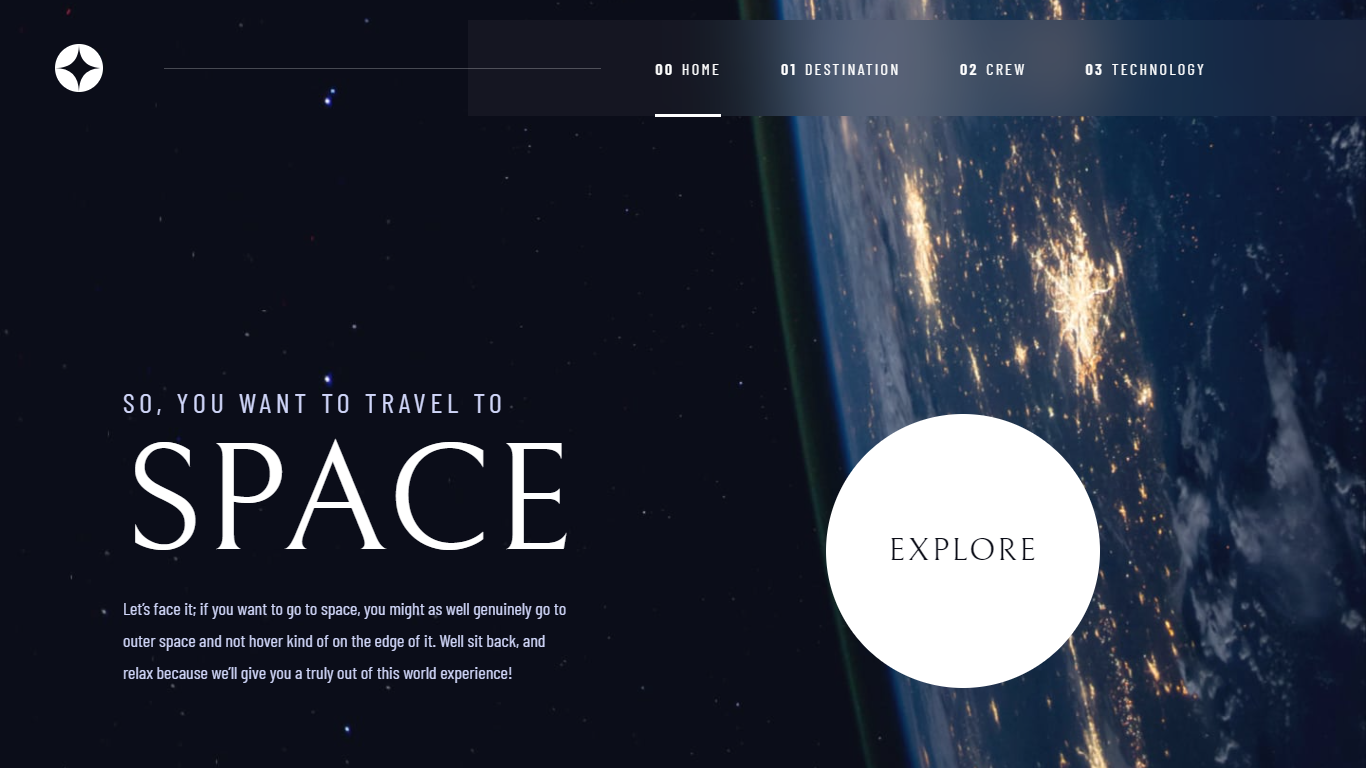 00 HOME 01 DESTINATION 02 CREW 03 TECHNOLOGY
SO, YOU WANT TO TRAVEL TO
SPACE
Let’s face it; if you want to go to space, you might as well genuinely go to
outer space and not hover kind of on the edge of it. Well sit back, and
relax because we’ll give you a truly out of this world experience!
EXPLORE